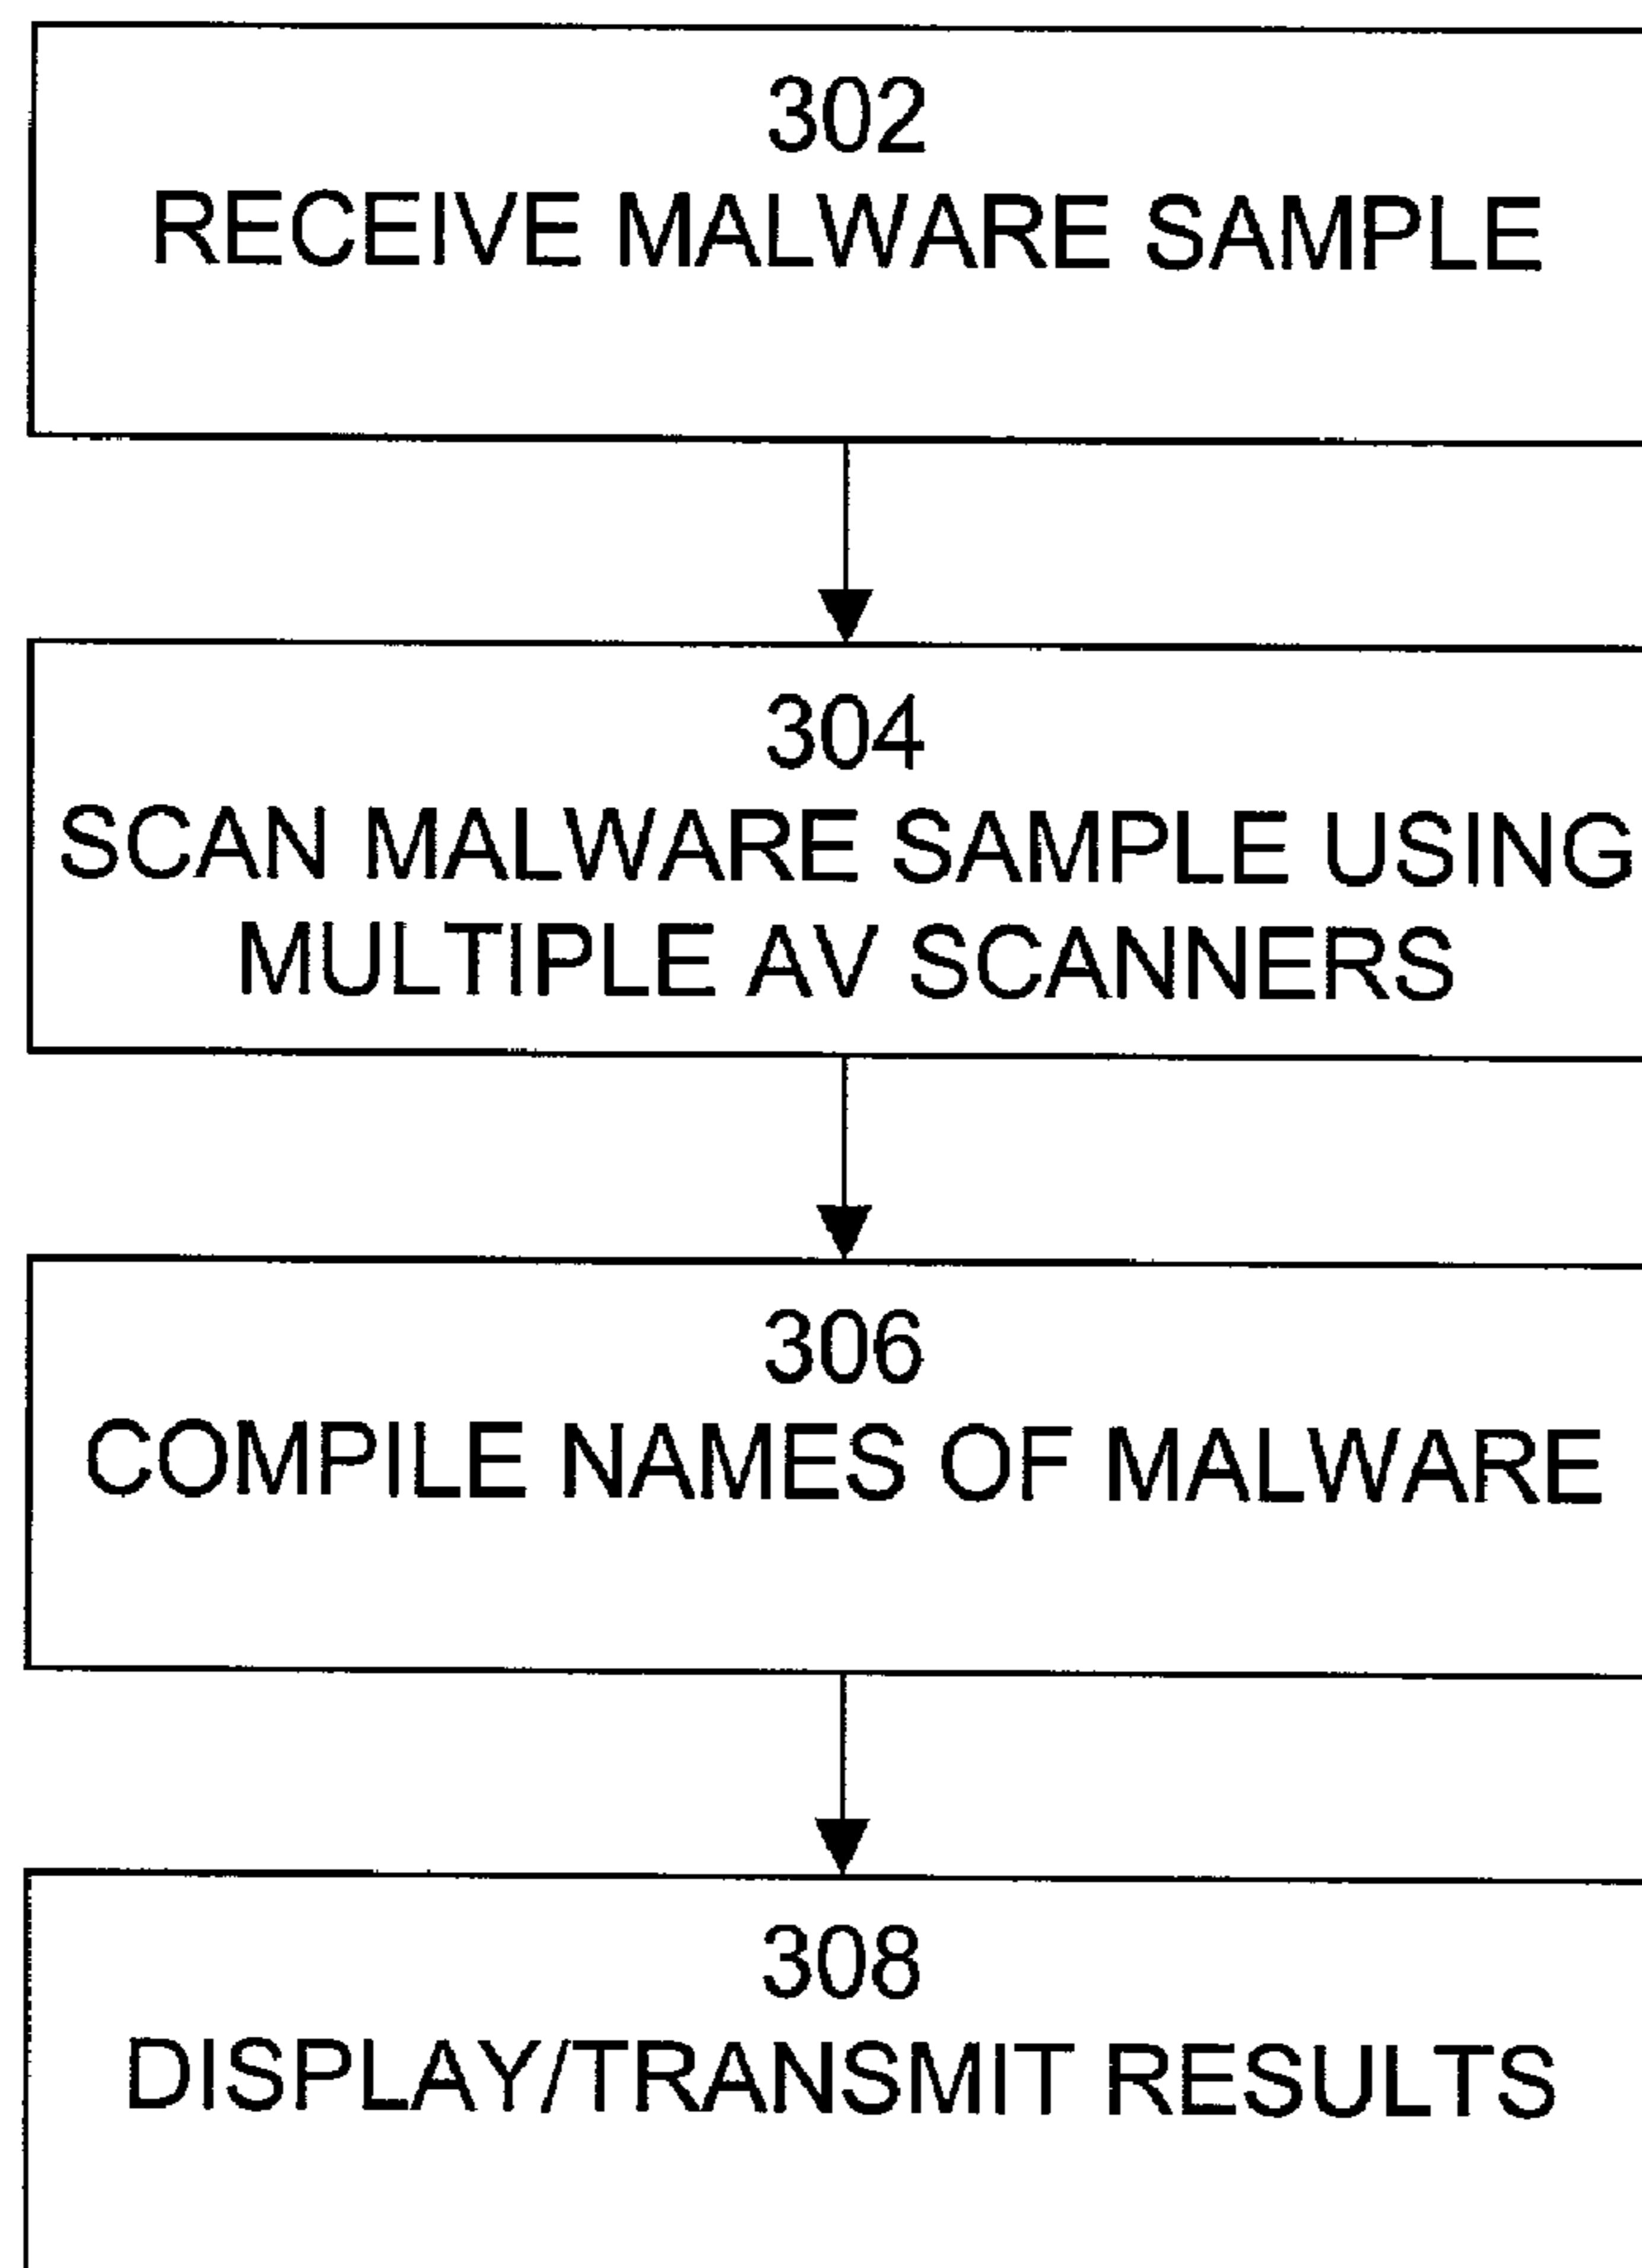 302
RECEIVE MALWARE SAMPLE
304
SCAN MALWARE SAMPLE USING
MULTIPLE AV SCANNERS
306
COMPILE NAMES OF MALWARE
308
DISPLAY/TRANSMIT RESULTS